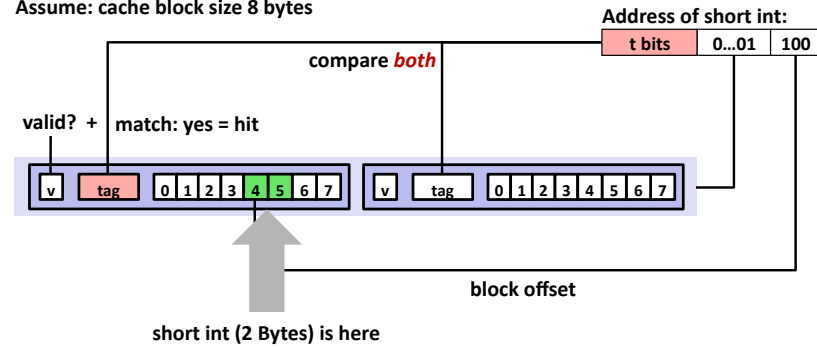 Assume: cache block size 8 bytes
Address of short int:
t bits 0…01 100
compare both
valid? + match: yes = hit
v tag 0 1 2 3 4 5 6 7 v tag 0 1 2 3 4 5 6 7
block offset
short int (2 Bytes) is here